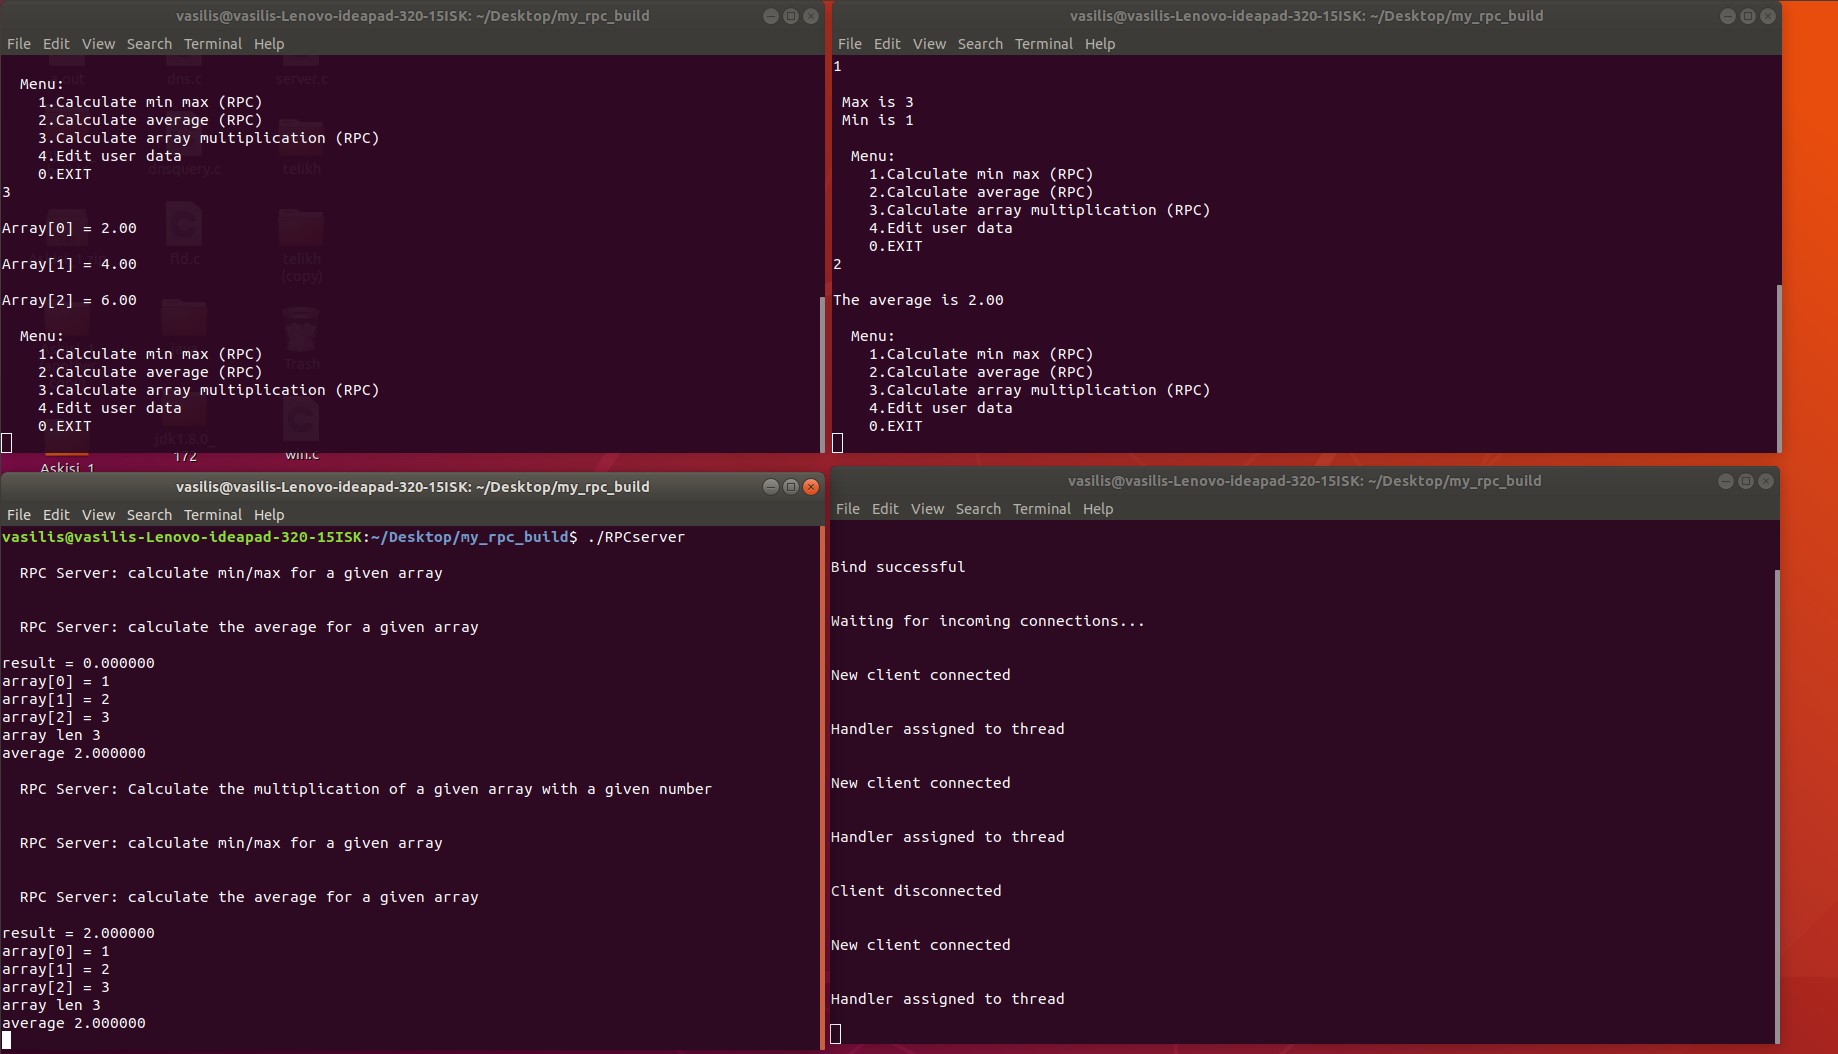 vasilis@vasilis-Lenovo-ideapad-320-15ISK: ~/Desktop/my_rpc_build
File Edit View Search Terminal Help
Menu:
1.Calculate min max (RPC)
2.Calculate average (RPC)
3.Calculate array multiplication (RPC)
4.Edit user data
0.EXIT
3
Array[0] = 2.00
Array[1] = 4.00
Array[2] = 6.00
Menu:
1.Calculate min max (RPC)
2.Calculate average (RPC)
3.Calculate array multiplication (RPC)
4.Edit user data
0.EXIT
dns.c
server.c
dnsquery.c
telikh
telikh
(copy)
Trash
jdk1.8.0_
172
win.c
Askisi_1
vasilis@vasilis-Lenovo-ideapad-320-15ISK: ~/Desktop/my_rpc_build
File Edit View Search Terminal Help
1
Max is 3
Min is 1
Menu:
1.Calculate min max (RPC)
2.Calculate average (RPC)
3.Calculate array multiplication (RPC)
4.Edit user data
0.EXIT
2
The average is 2.00
Menu:
1.Calculate min max (RPC)
2.Calculate average (RPC)
3.Calculate array multiplication (RPC)
4.Edit user data
0.EXIT
vasilis@vasilis-Lenovo-ideapad-320-15ISK: ~/Desktop/my_rpc_build
File Edit View Search Terminal Help
vasilis@vasilis-Lenovo-ideapad-320-15ISK:~/Desktop/my_rpc_build$ ./RPCserver
RPC Server: calculate min/max for a given array
RPC Server: calculate the average for a given array
result = 0.000000
array[0] = 1
array[1] = 2
array[2] = 3
array len 3
average 2.000000
RPC Server: Calculate the multiplication of a given array with a given number
RPC Server: calculate min/max for a given array
RPC Server: calculate the average for a given array
result = 2.000000
array[0] = 1
array[1] = 2
array[2] = 3
array len 3
average 2.000000
vasilis@vasilis-Lenovo-ideapad-320-15ISK: ~/Desktop/my_rpc_build
File Edit View Search Terminal Help
Bind successful
Waiting for incoming connections...
New client connected
Handler assigned to thread
New client connected
Handler assigned to thread
Client disconnected
New client connected
Handler assigned to thread